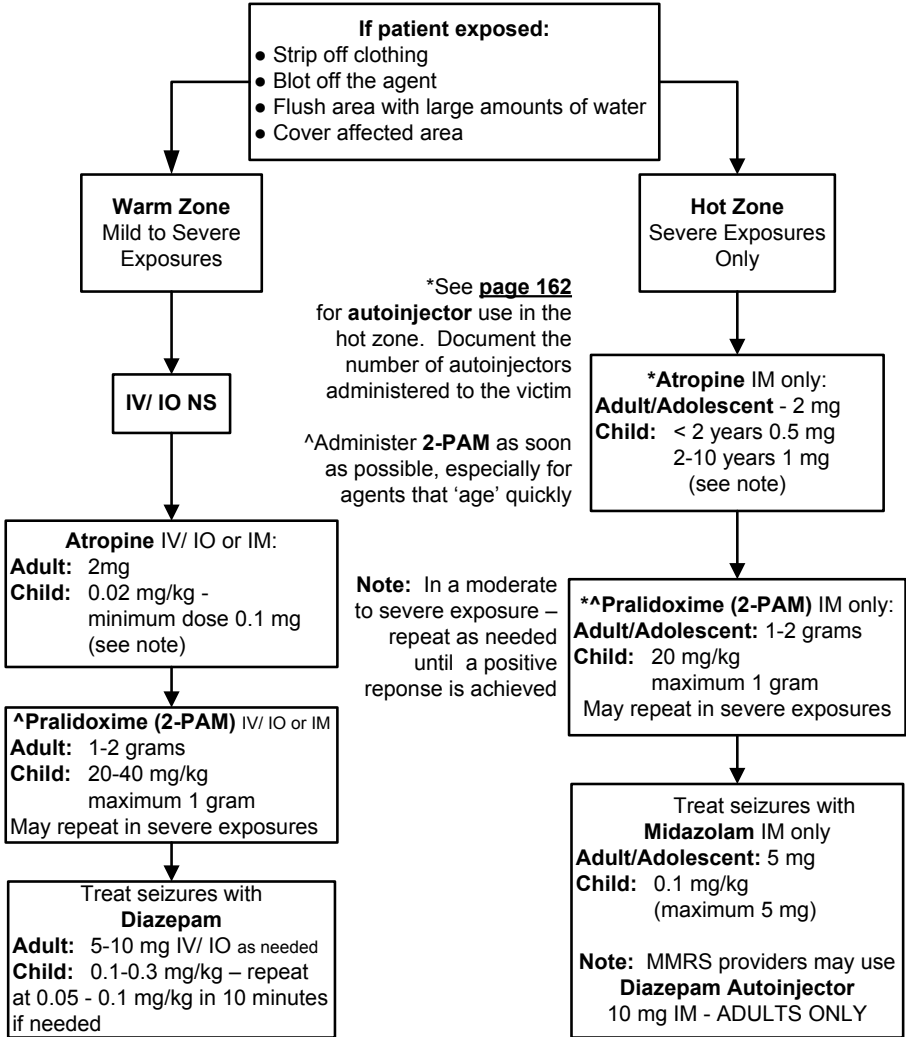 If patient exposed:
● Strip off clothing
● Blot off the agent
● Flush area with large amounts of water
● Cover affected area
Warm Zone
Mild to Severe
Exposures
IV/ IO NS
Atropine IV/ IO or IM:
Adult: 2mg
Child: 0.02 mg/kg -
minimum dose 0.1 mg
(see note)
^Pralidoxime (2-PAM) IV/ IO or IM
Adult: 1-2 grams
Child: 20-40 mg/kg
maximum 1 gram
May repeat in severe exposures
Treat seizures with
Diazepam
Adult: 5-10 mg IV/ IO as needed
Child: 0.1-0.3 mg/kg – repeat
at 0.05 - 0.1 mg/kg in 10 minutes
if needed
*See page 162
for autoinjector use in the
hot zone. Document the
number of autoinjectors
administered to the victim
^Administer 2-PAM as soon
as possible, especially for
agents that ‘age’ quickly
Note: In a moderate
to severe exposure –
repeat as needed
until a positive
reponse is achieved
Hot Zone
Severe Exposures
Only
*Atropine IM only:
Adult/Adolescent - 2 mg
Child: < 2 years 0.5 mg
2-10 years 1 mg
(see note)
*^Pralidoxime (2-PAM) IM only:
Adult/Adolescent: 1-2 grams
Child: 20 mg/kg
maximum 1 gram
May repeat in severe exposures
Treat seizures with
Midazolam IM only
Adult/Adolescent: 5 mg
Child: 0.1 mg/kg
(maximum 5 mg)
Note: MMRS providers may use
Diazepam Autoinjector
10 mg IM - ADULTS ONLY